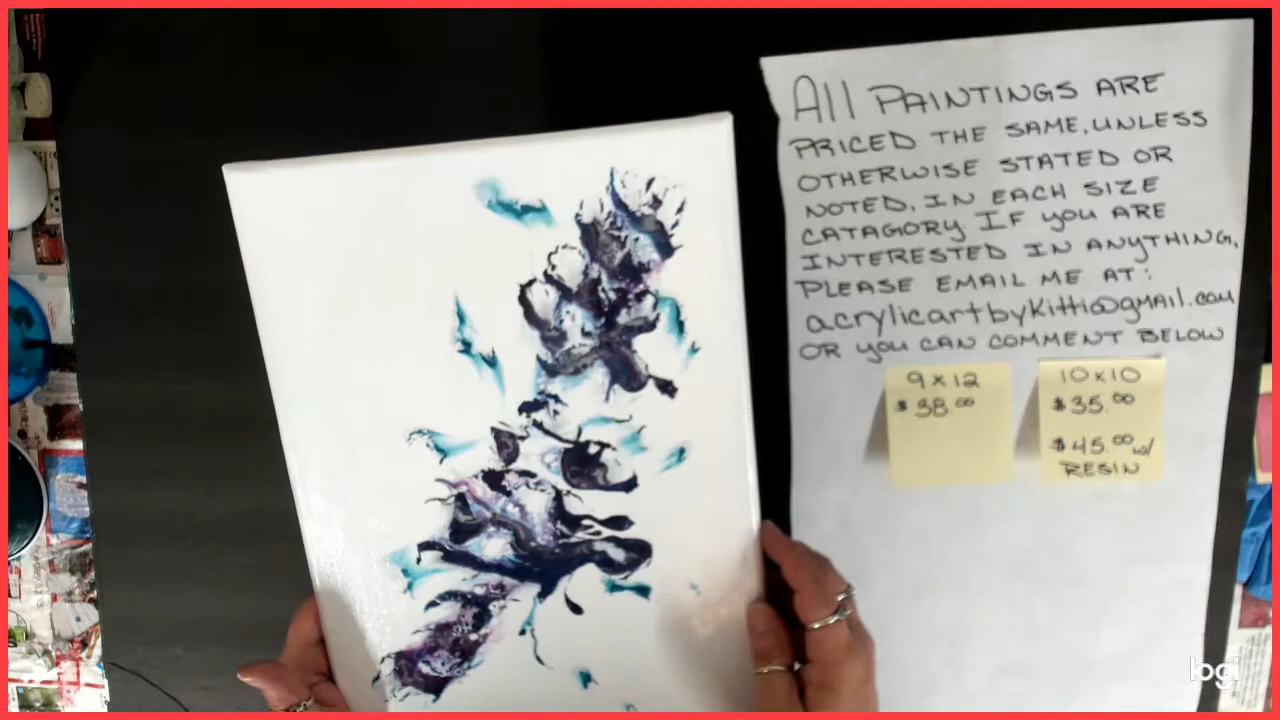 All PAINTINGS ARE
PRICED THE SAME, UNLESS
OTHERWISE STATED OR
NOTED, IN EACH SIZE
CATAGORY IF YOU ARE
INTERESTED IN ANYTHING,
PLEASE EMAIL ME AT:
acrylicartbykitti@gmail.com
OR YOU CAN COMMENT BELOW
9 x 12
$38.00
10 x 10
$35.00
$45.00 w/
RESIN
logi